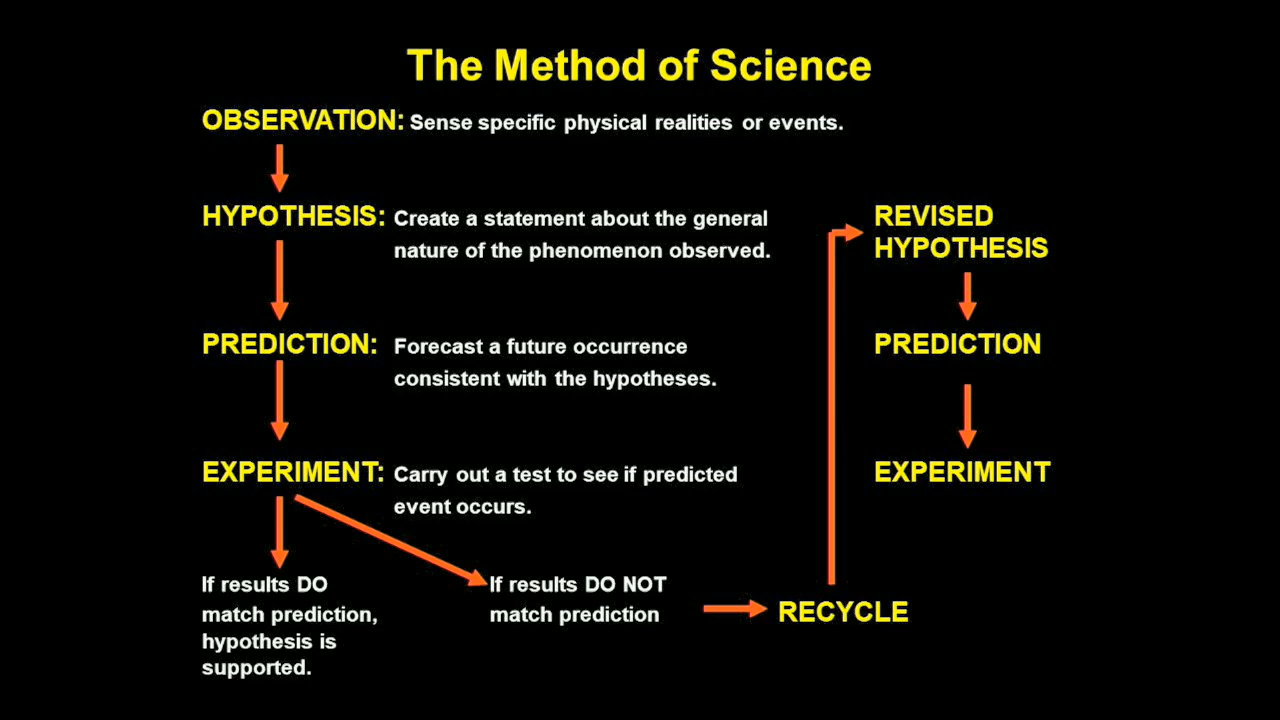 The Method of Science
OBSERVATION: Sense specific physical realities or events.
HYPOTHESIS: Create a statement about the general
nature of the phenomenon observed.
PREDICTION: Forecast a future occurrence
consistent with the hypotheses.
EXPERIMENT: Carry out a test to see if predicted
event occurs.
If results DO
match prediction,
hypothesis is
supported.
If results DO NOT
match prediction
RECYCLE
REVISED
HYPOTHESIS
PREDICTION
EXPERIMENT